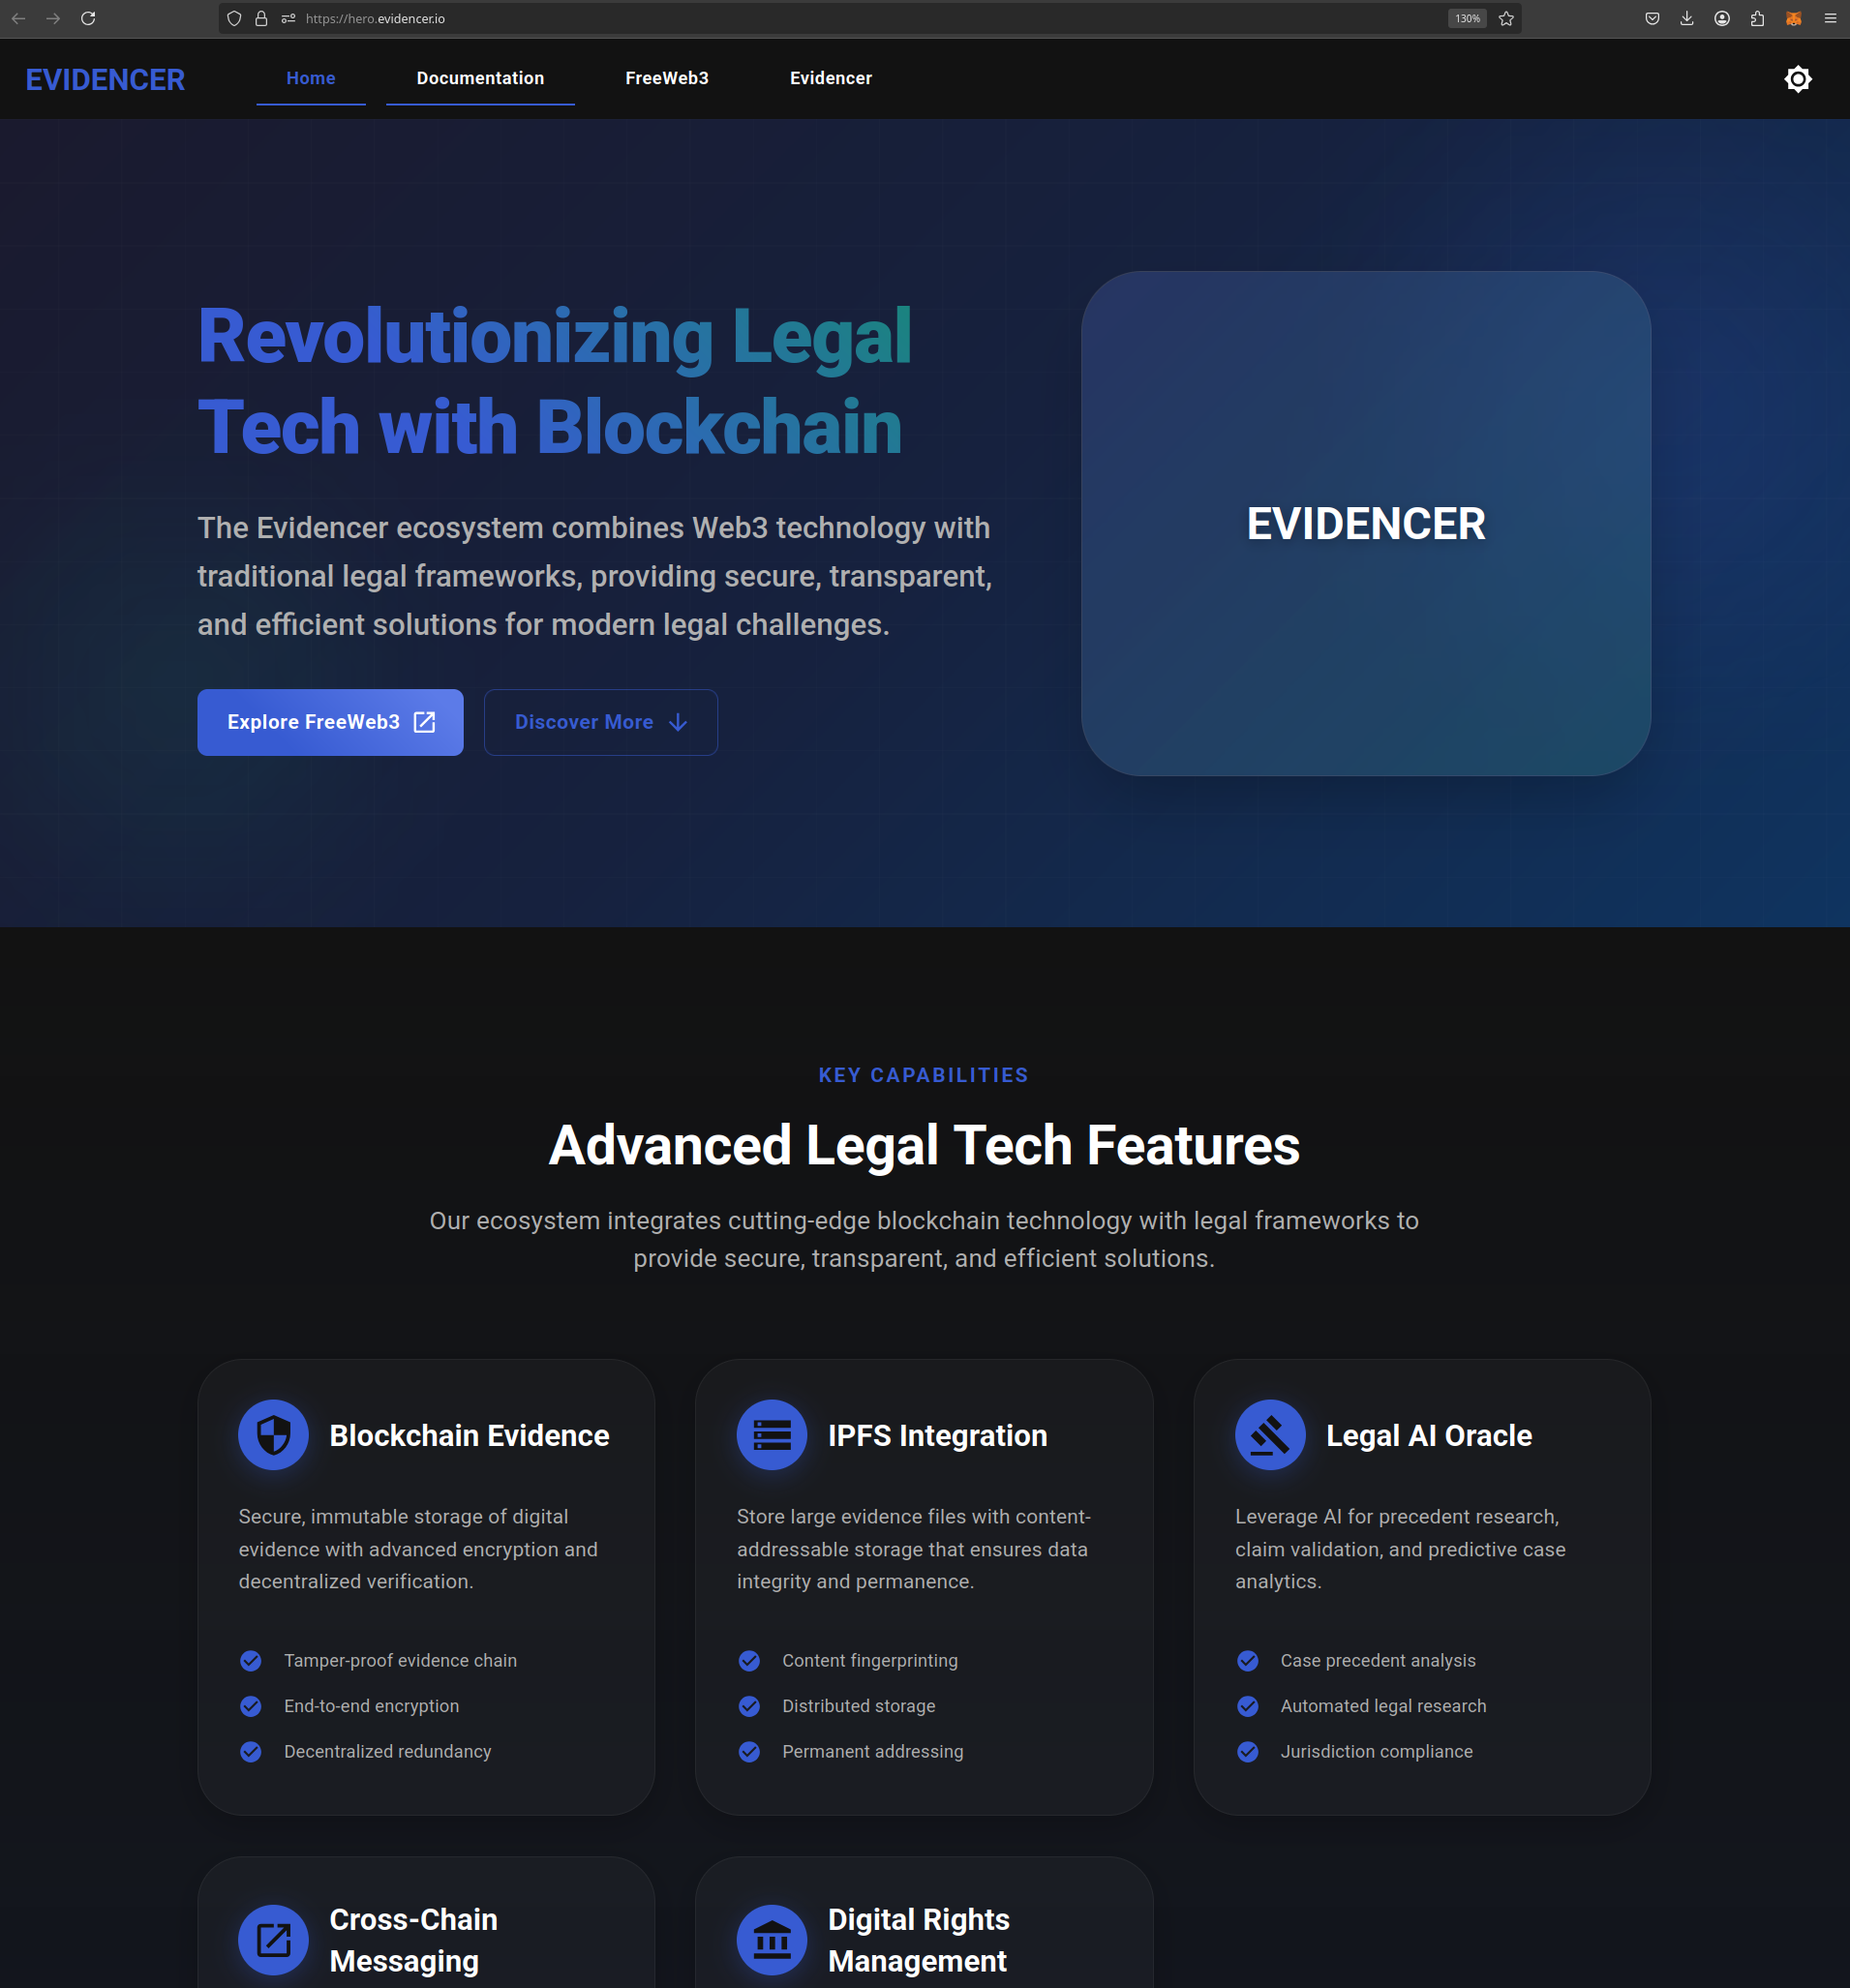 https://hero.evidencer.io
130%
EVIDENCER
Home
Documentation
FreeWeb3
Evidencer
Revolutionizing Legal
Tech with Blockchain
The Evidencer ecosystem combines Web3 technology with
traditional legal frameworks, providing secure, transparent,
and efficient solutions for modern legal challenges.
Explore FreeWeb3
Discover More
EVIDENCER
KEY CAPABILITIES
Advanced Legal Tech Features
Our ecosystem integrates cutting-edge blockchain technology with legal frameworks to
provide secure, transparent, and efficient solutions.
Blockchain Evidence
Secure, immutable storage of digital
evidence with advanced encryption and
decentralized verification.
Tamper-proof evidence chain
End-to-end encryption
Decentralized redundancy
IPFS Integration
Store large evidence files with content-
addressable storage that ensures data
integrity and permanence.
Content fingerprinting
Distributed storage
Permanent addressing
Legal AI Oracle
Leverage AI for precedent research,
claim validation, and predictive case
analytics.
Case precedent analysis
Automated legal research
Jurisdiction compliance
Cross-Chain
Messaging
Digital Rights
Management